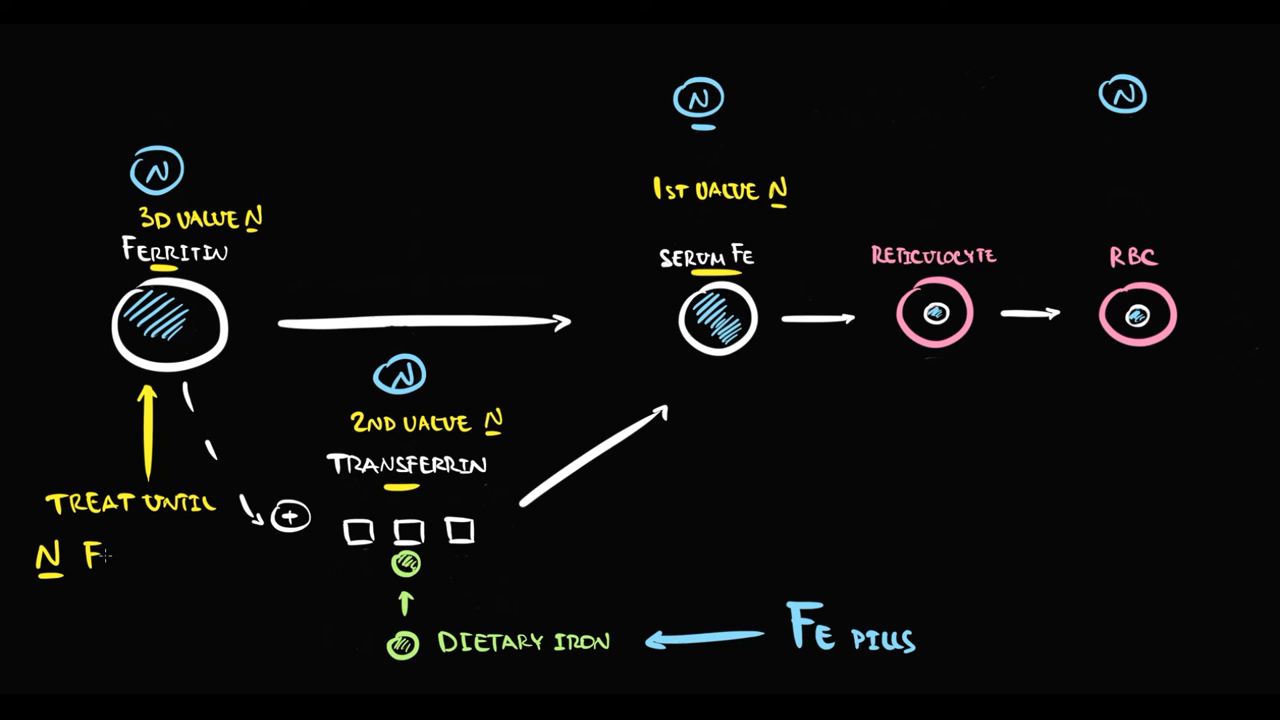 N
N
N
3D VALUE N
FERRITIN
1ST VALUE N
SERUM FE
RETICULOCYTE
RBC
N
2ND VALUE N
TRANSFERRIN
TREAT UNTIL
+
N F
DIETARY IRON
FE PILLS